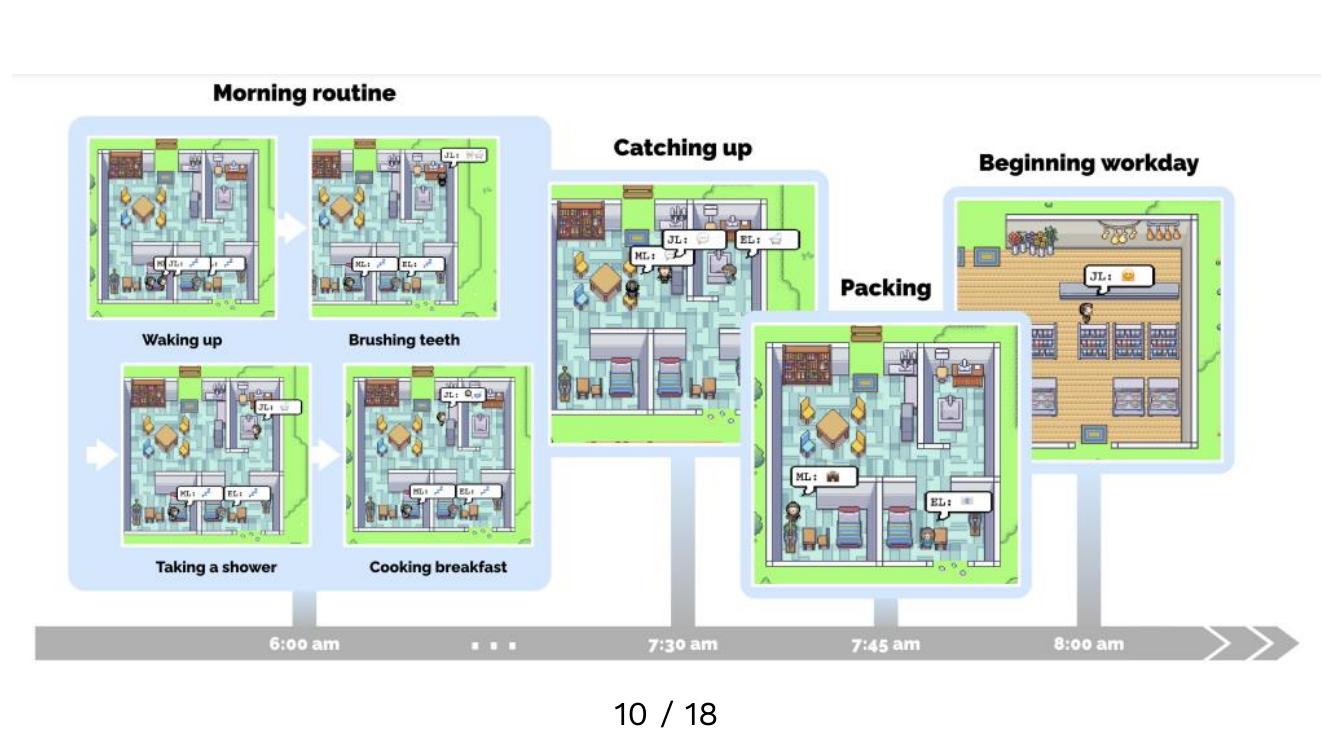 Morning routine
JL:
JL:
ML:
EL:
Waking up
Brushing teeth
JL:
ML:
EL:
JL:
ML:
EL:
Taking a shower
Cooking breakfast
Catching up
JL:
EL:
ML:
Packing
ML:
EL:
Beginning workday
JL:
6:00 am
...
7:30 am
7:45 am
8:00 am
10 / 18